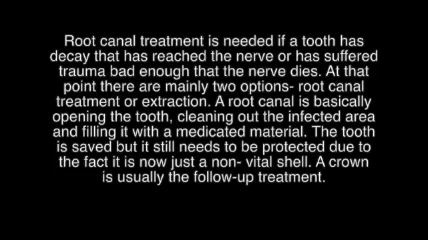 Root canal treatment is needed if a tooth has
decay that has reached the nerve or has suffered
trauma bad enough that the nerve dies. At that
point there are mainly two options- root canal
treatment or extraction. A root canal is basically
opening the tooth, cleaning out the infected area
and filling it with a medicated material. The tooth
is saved but it still needs to be protected due to
the fact it is now just a non- vital shell. A crown
is usually the follow-up treatment.